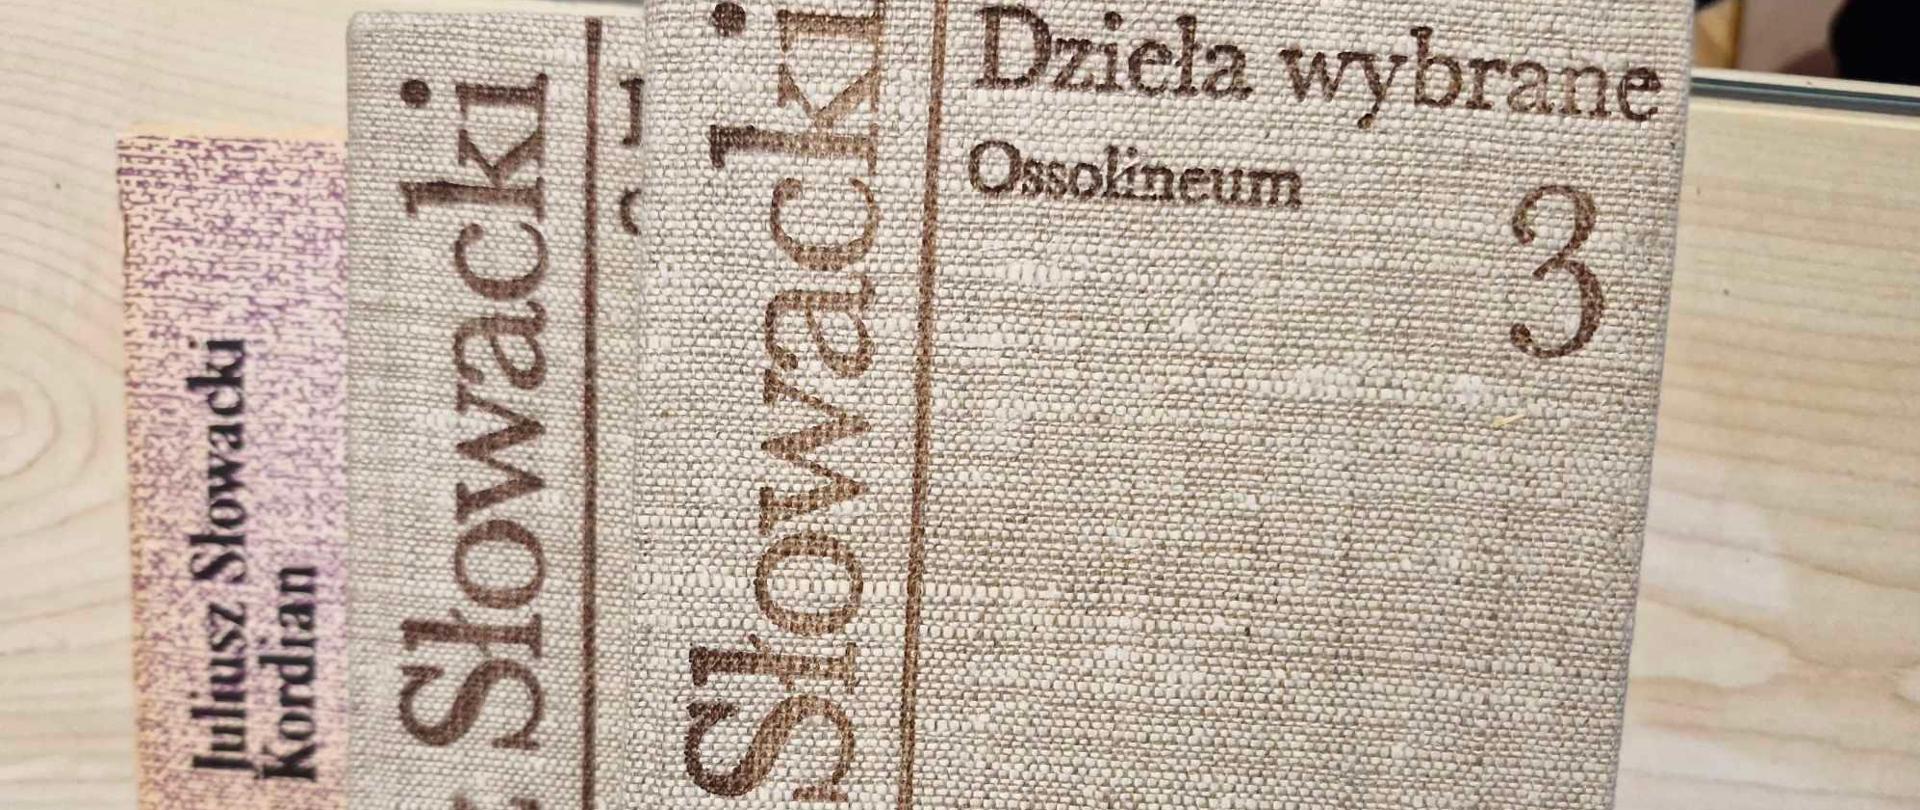 Juliusz Słowacki
Kordian
Słowacki
Słowacki
Dzieła wybrane
Ossolineum
3